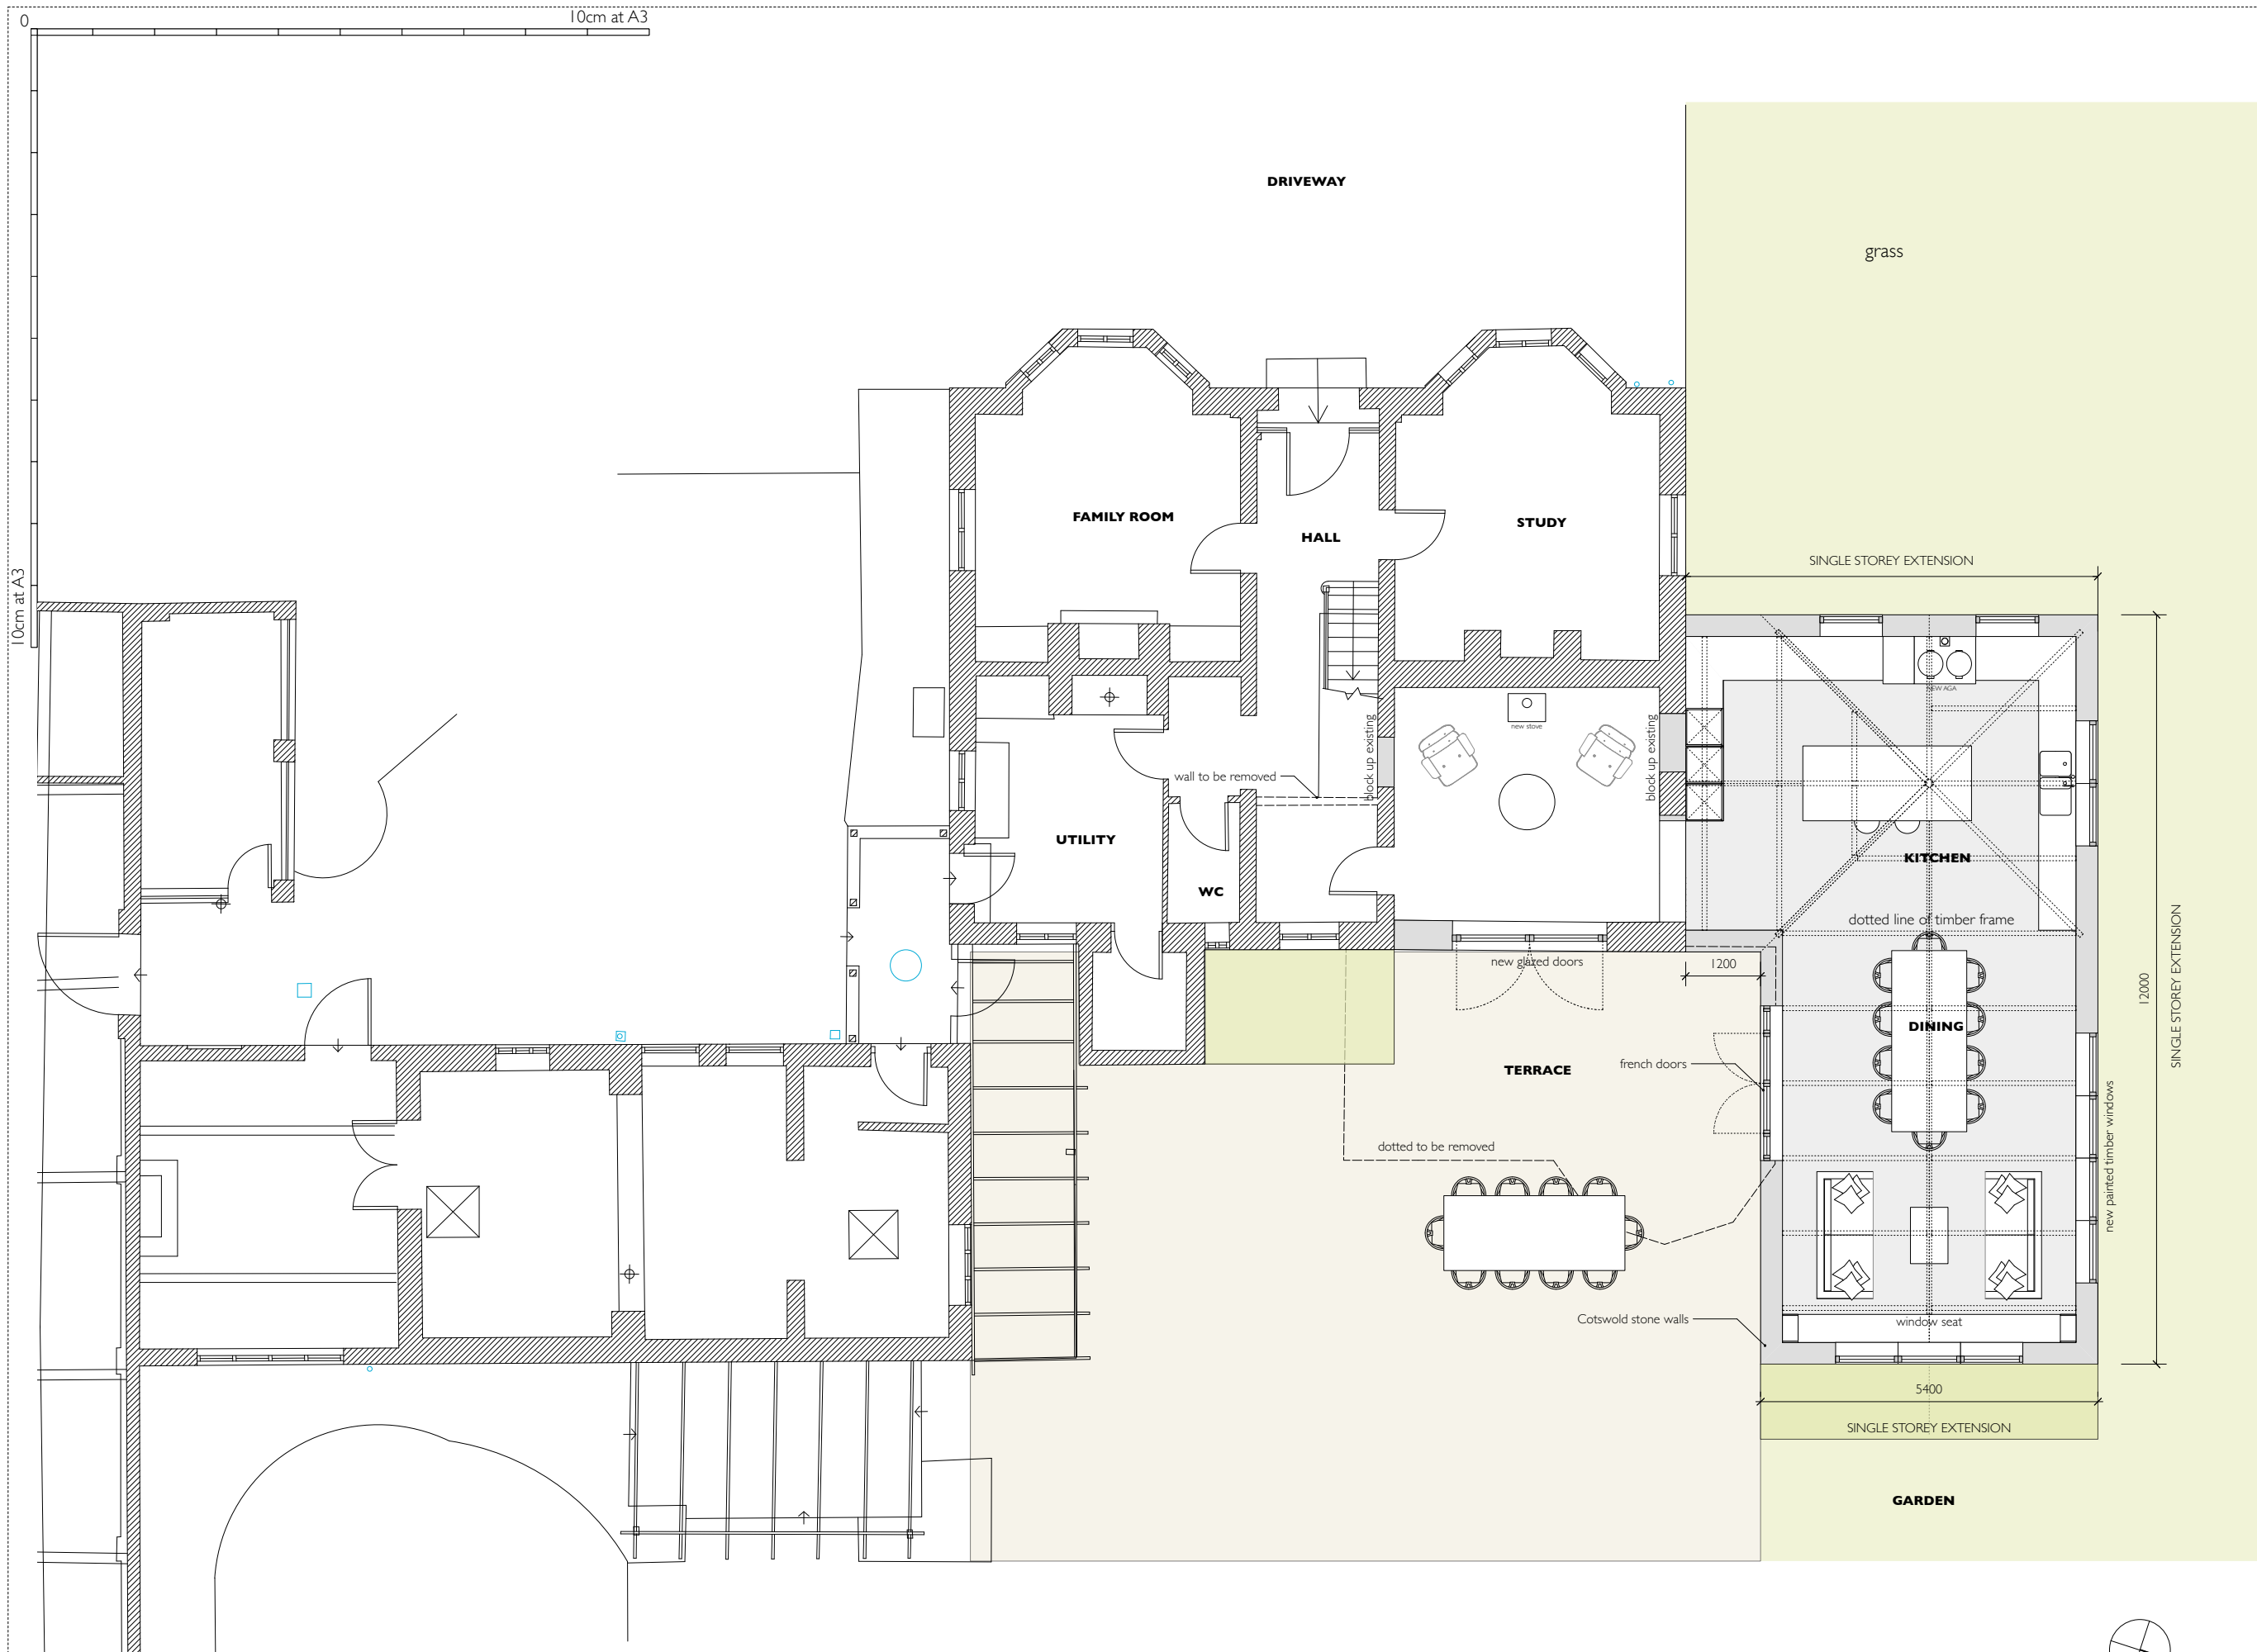 0
10cm at A3
10cm at A3
DRIVEWAY
grass
FAMILY ROOM
HALL
STUDY
SINGLE STOREY EXTENSION
NEW AGA
new stove
block up existing
block up existing
wall to be removed
UTILITY
WC
KITCHEN
dotted line of timber frame
new glazed doors
1200
12000
SINGLE STOREY EXTENSION
DINING
french doors
TERRACE
new painted timber windows
dotted to be removed
Cotswold stone walls
window seat
5400
SINGLE STOREY EXTENSION
GARDEN